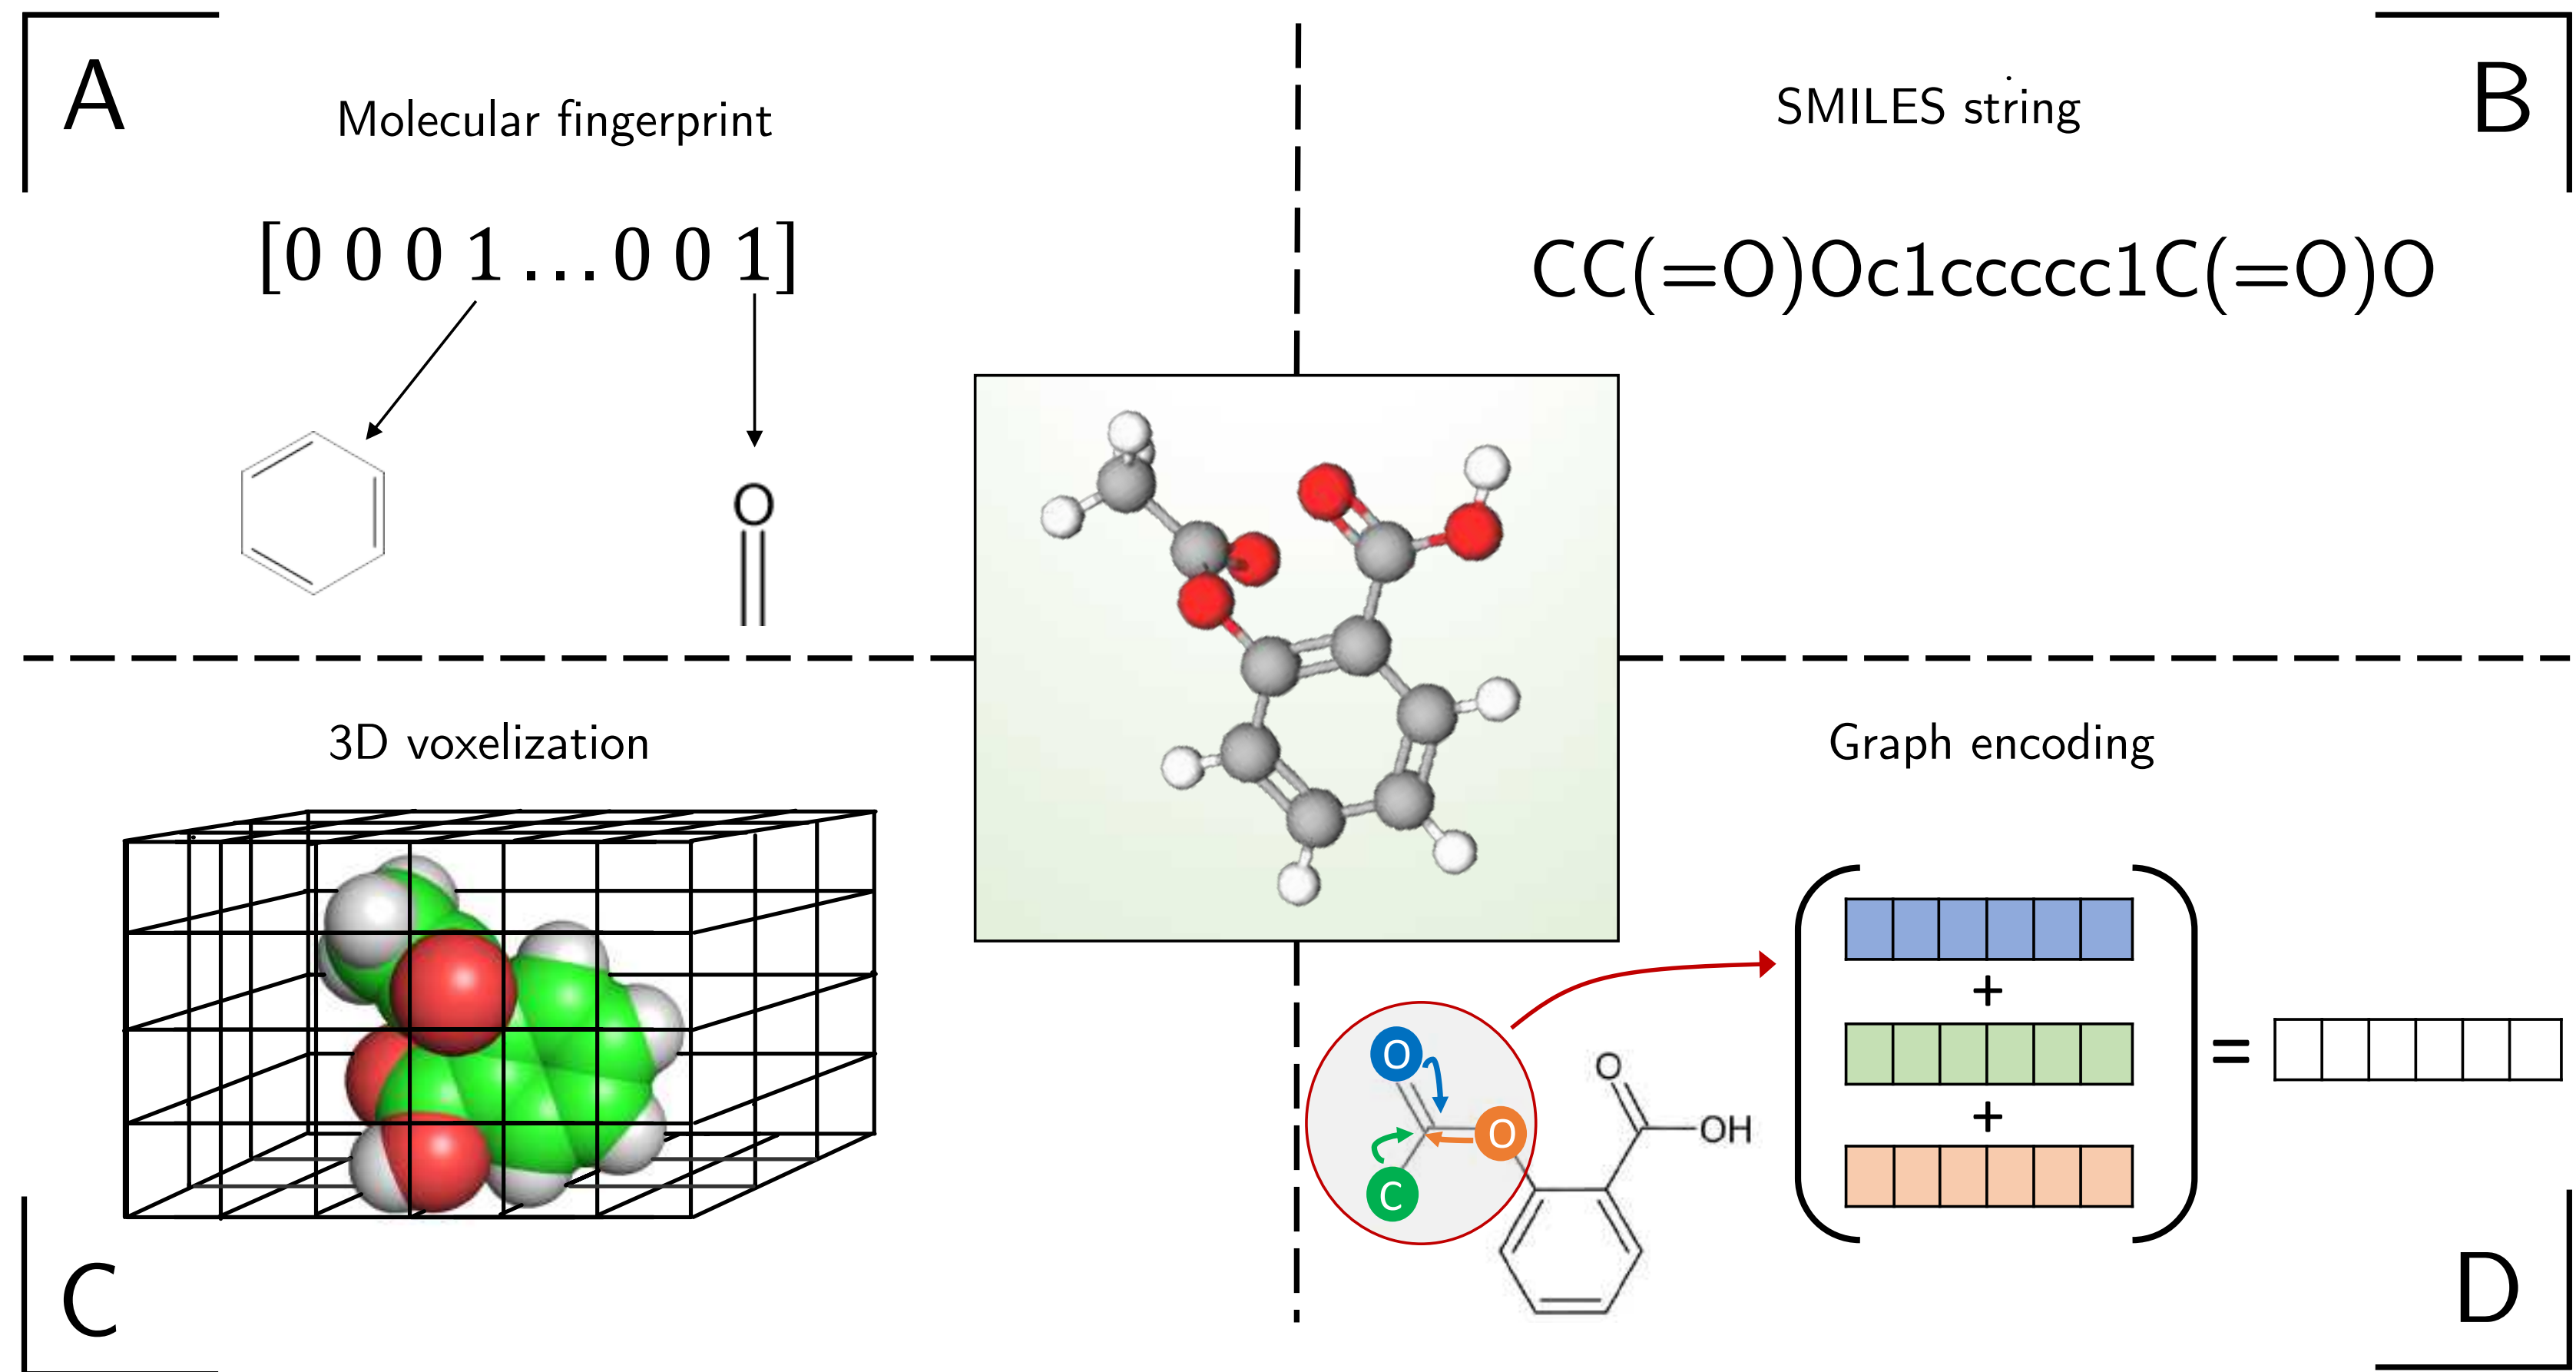 A
Molecular fingerprint
[0 0 0 1 ... 0 0 1]
O
B
SMILES string
CC(=O)Oc1ccccc1C(=O)O
C
3D voxelization
D
Graph encoding
O
O
C
O
OH
+
+
=